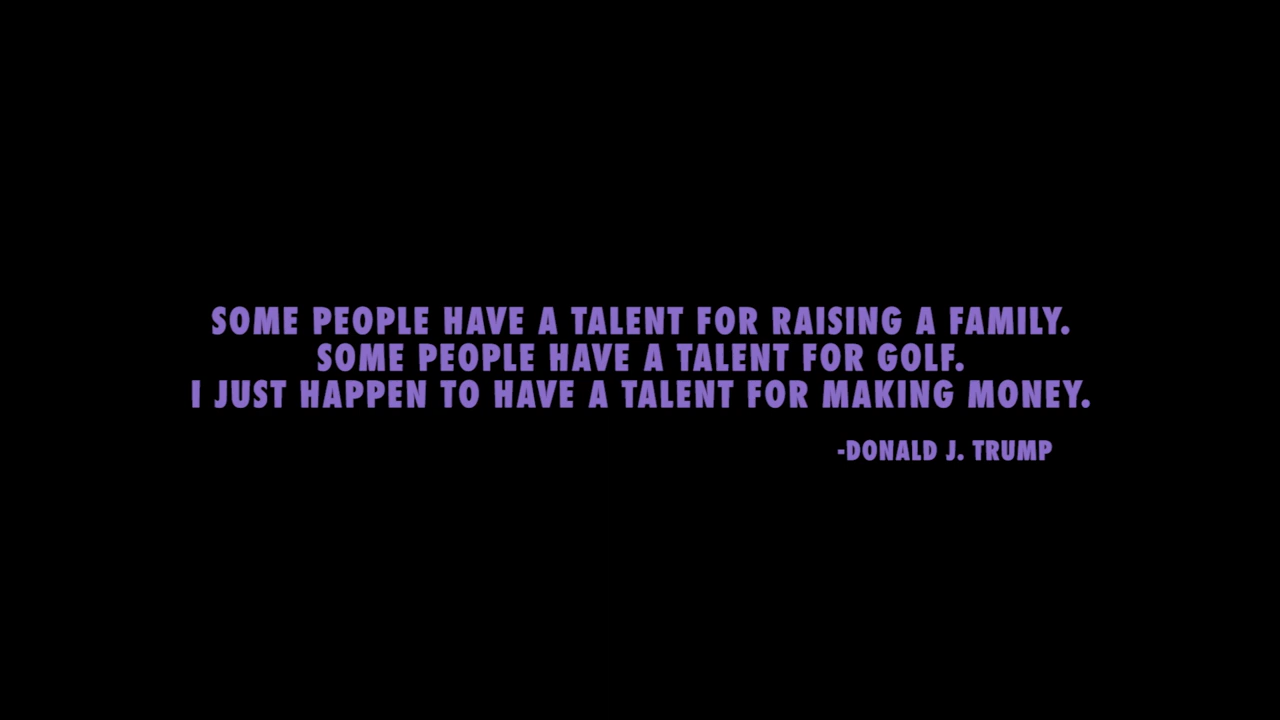 SOME PEOPLE HAVE A TALENT FOR RAISING A FAMILY.
SOME PEOPLE HAVE A TALENT FOR GOLF.
I JUST HAPPEN TO HAVE A TALENT FOR MAKING MONEY.
-DONALD J. TRUMP